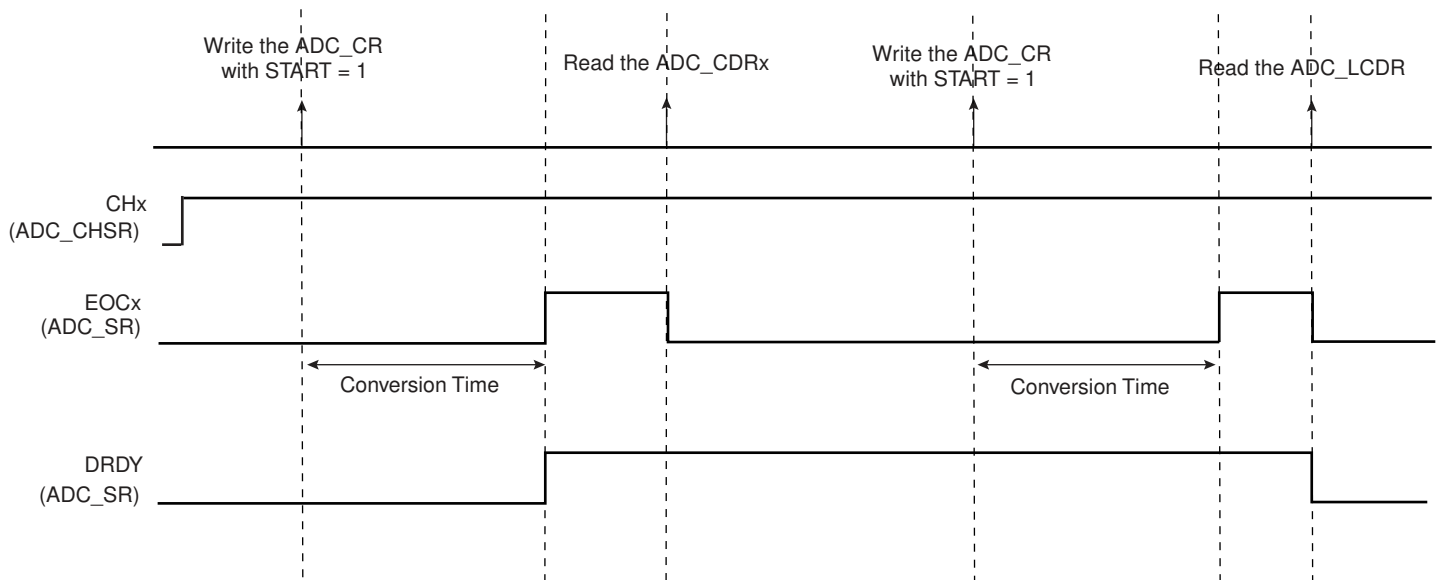 Write the ADC_CR
with START = 1
Read the ADC_CDRx
Write the ADC_CR
with START = 1
Read the ADC_LCDR
CHx
(ADC_CHSR)
EOCx
(ADC_SR)
Conversion Time
Conversion Time
DRDY
(ADC_SR)